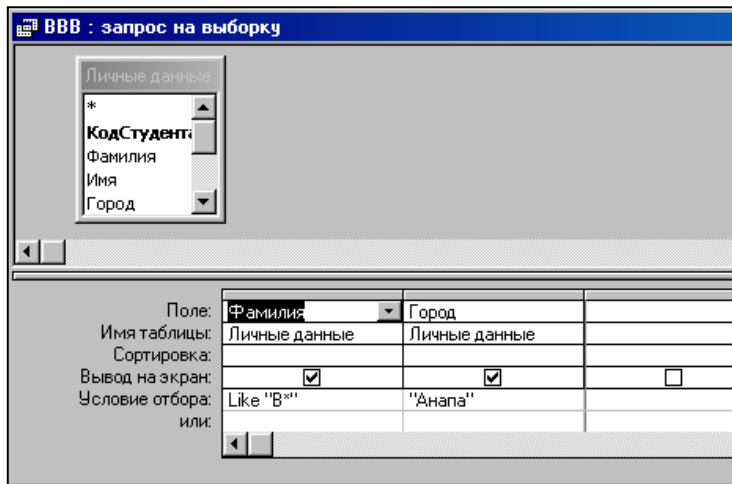 BBB : запрос на выборку
Личные данные
*
КодСтудента
Фамилия
Имя
Город
Поле: Фамилия Город
Имя таблицы: Личные данные Личные данные
Сортировка:
Вывод на экран:
Условие отбора: Like "В*" "Анапа"
или: